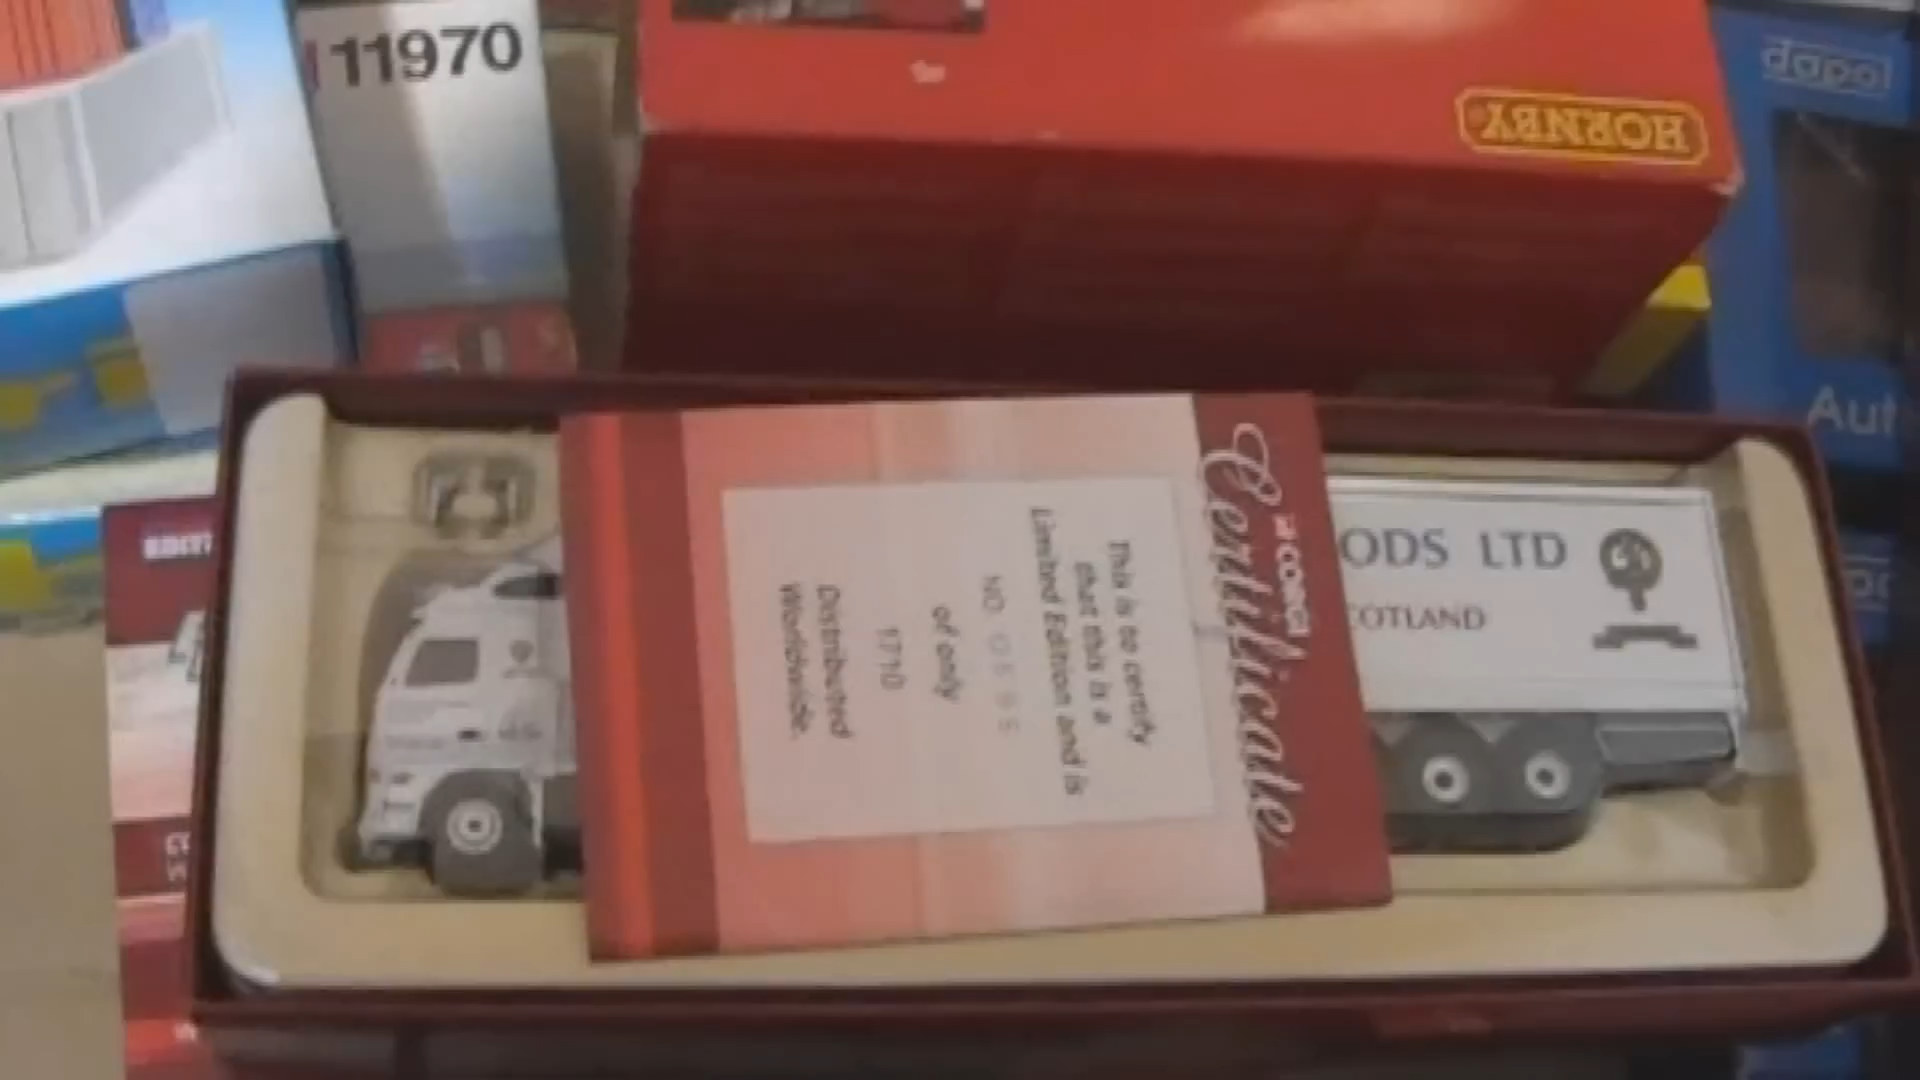 11970
HORNBY
dapol
Aut
CORGI
Certificate
This is to certify
that this is a
Limited Edition and is
NO
of only
1710
Distributed
Worldwide.
ODS LTD
COTLAND